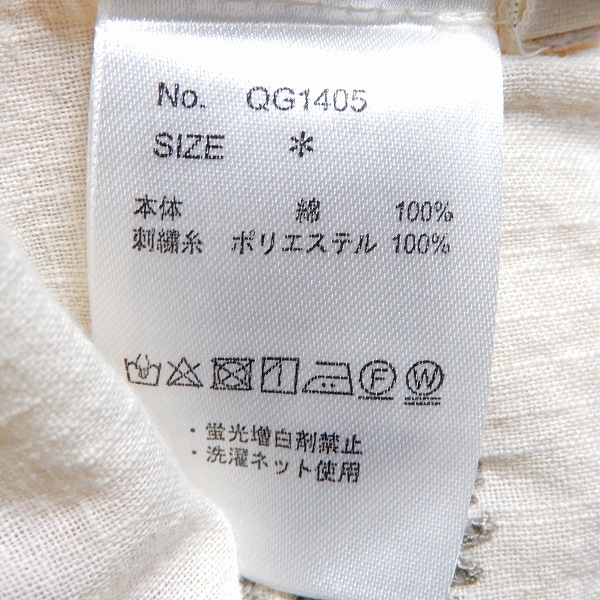 No. QG1405
SIZE *
本体 綿 100%
刺繍糸 ポリエステル 100%
F W
・蛍光増白剤禁止
・洗濯ネット使用